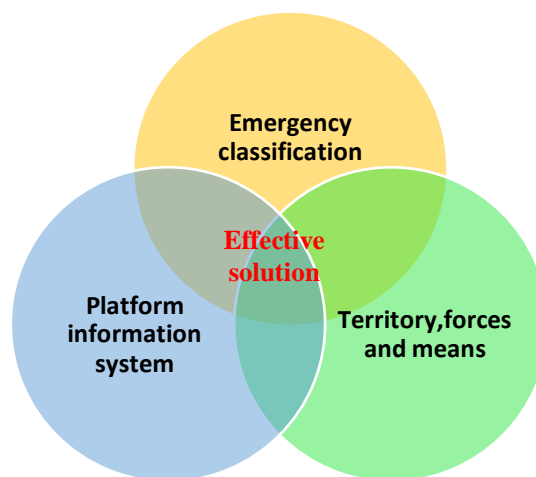 Emergency
classification
Effective
solution
Platform
information
system
Territory,forces
and means